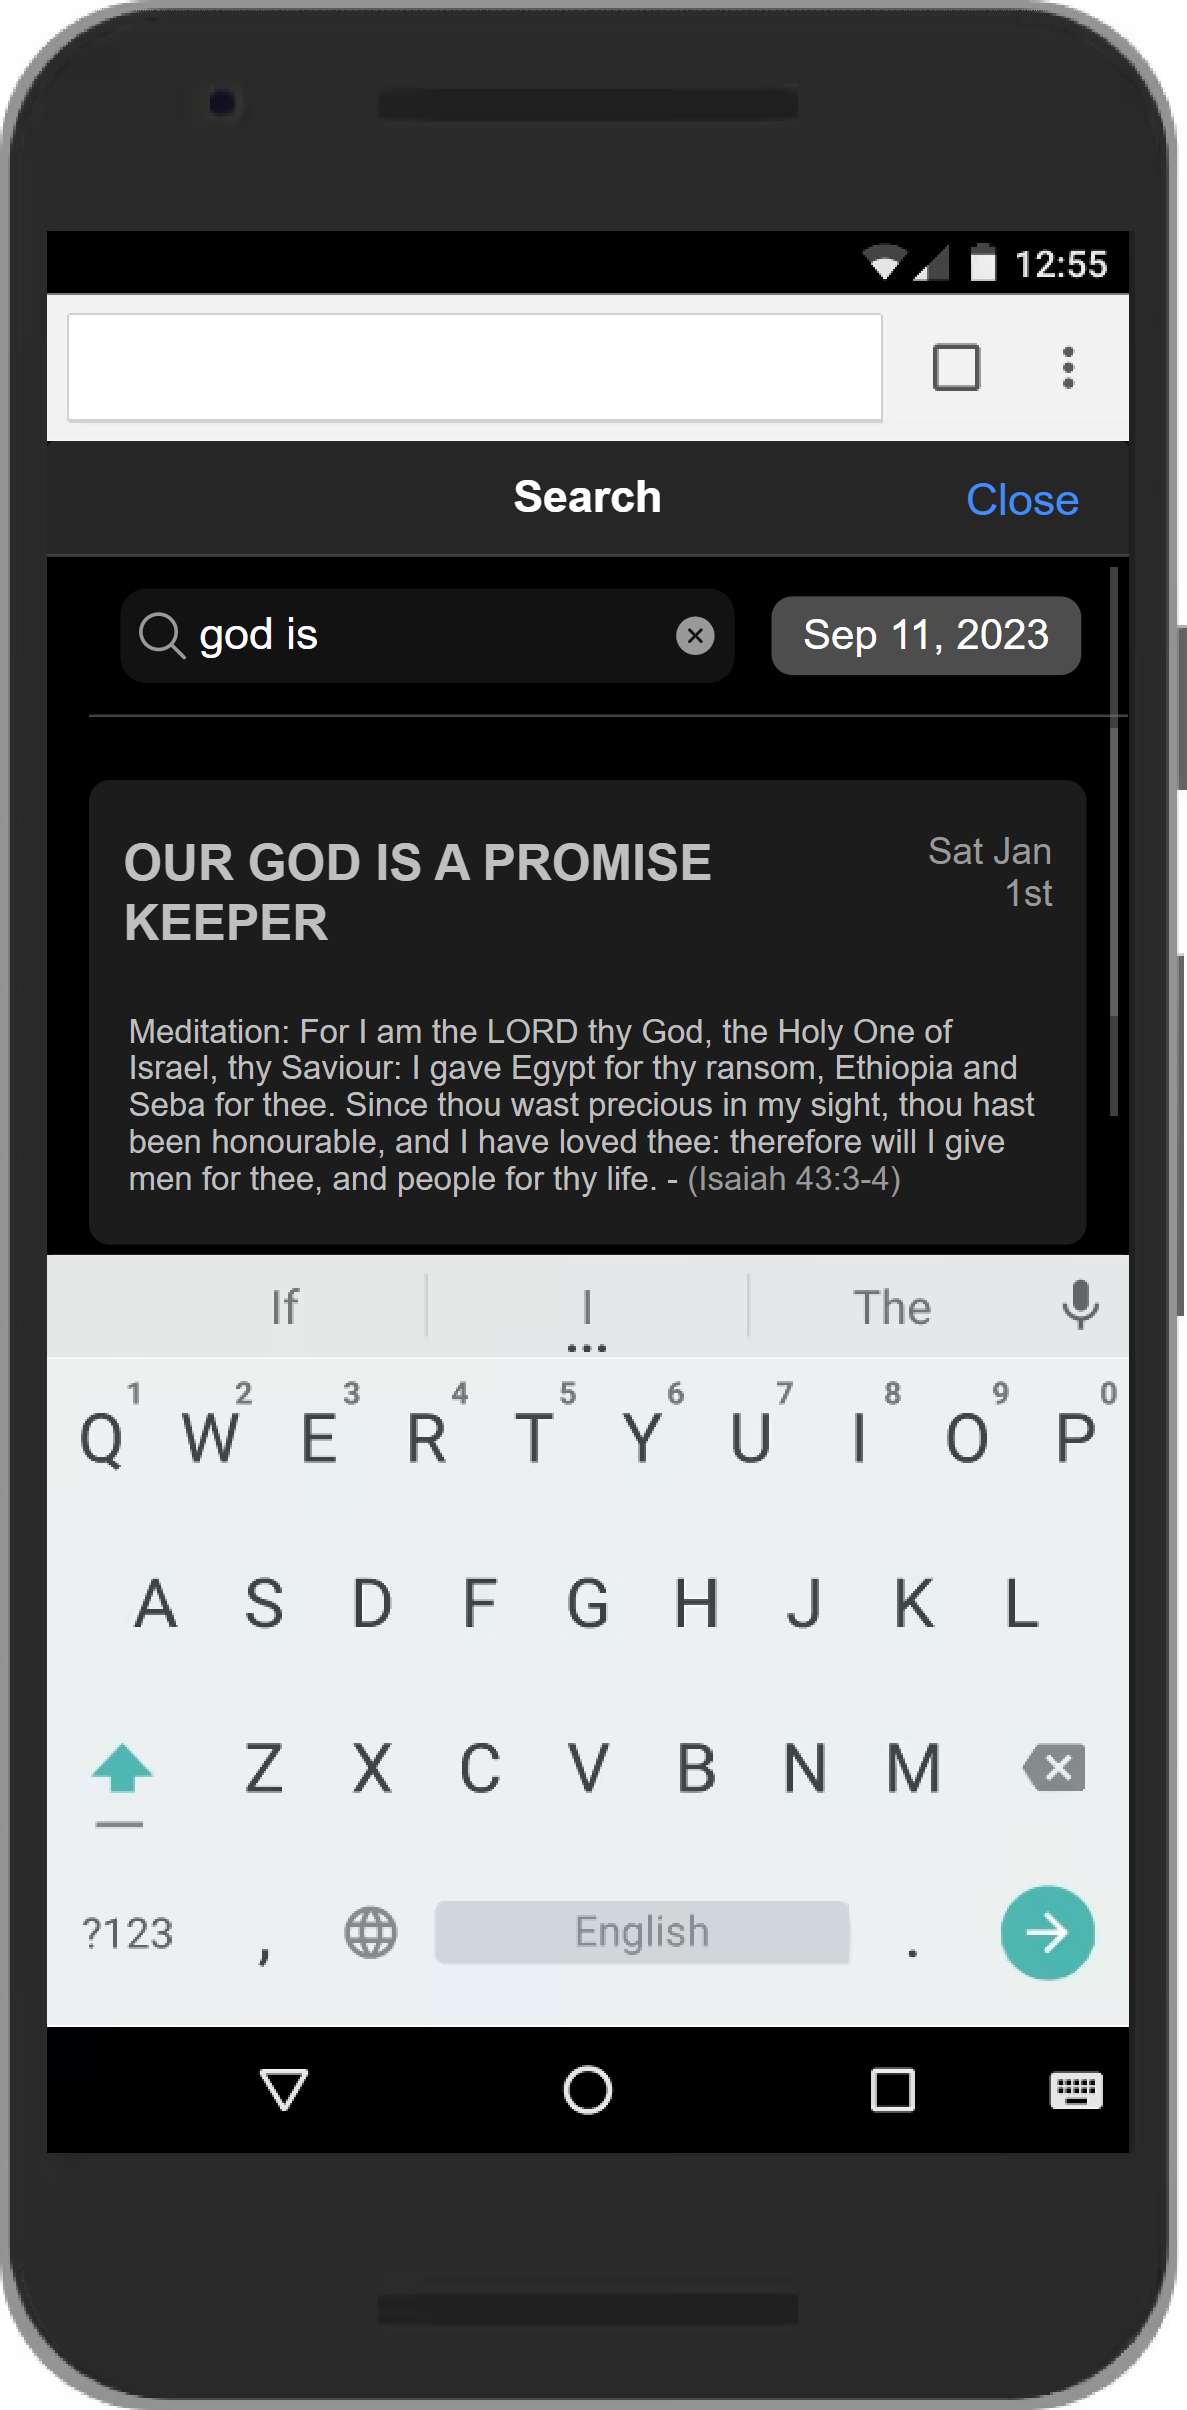 12:55
Search
Close
god is
Sep 11, 2023
OUR GOD IS A PROMISE
KEEPER
Sat Jan
1st
Meditation: For I am the LORD thy God, the Holy One of
Israel, thy Saviour: I gave Egypt for thy ransom, Ethiopia and
Seba for thee. Since thou wast precious in my sight, thou hast
been honourable, and I have loved thee: therefore will I give
men for thee, and people for thy life. - (Isaiah 43:3-4)
If I The
1 2 3 4 5 6 7 8 9 0
Q W E R T Y U I O P
A S D F G H J K L
Z X C V B N M
?123 , English .